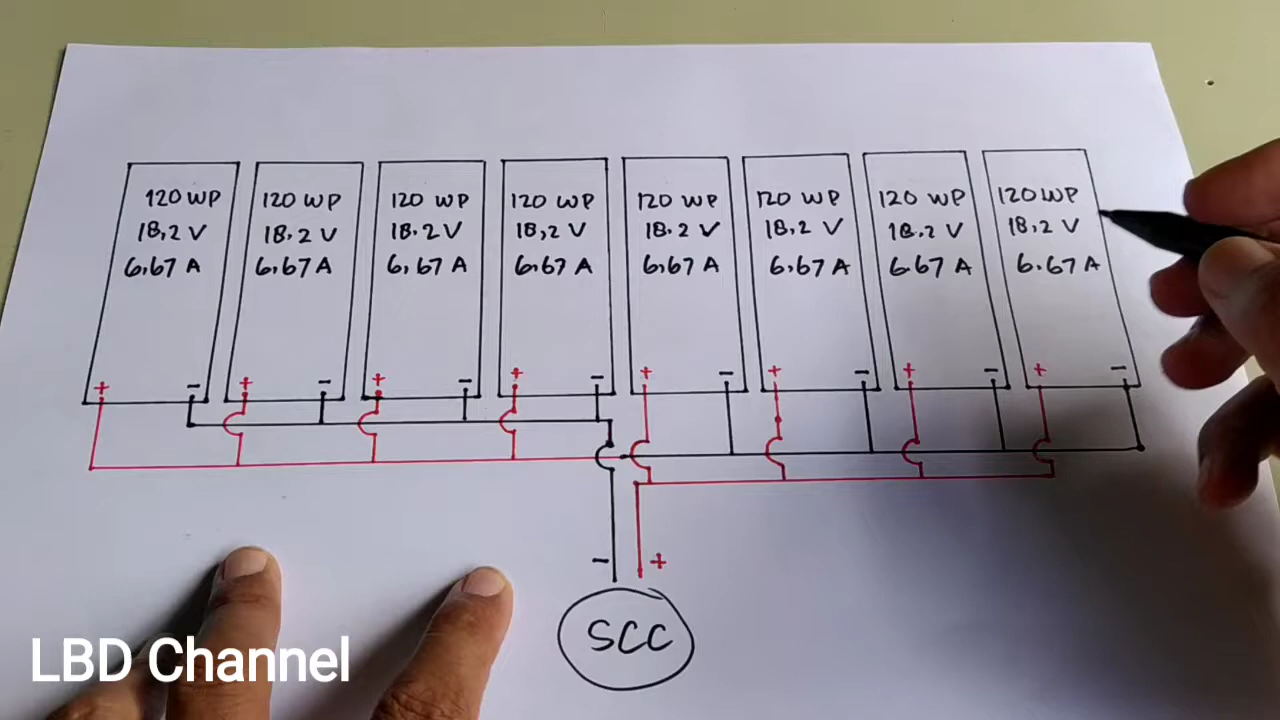 120 WP
18,2 V
6,67 A
120 WP
18.2 V
6.67 A
120 WP
18.2 V
6,67 A
120 WP
18,2 V
6.67 A
120 WP
18.2 V
6.67 A
120 WP
18,2 V
6,67 A
120 WP
18.2 V
6.67 A
120 WP
18,2 V
6.67 A
+ - + - + - + - + - + - + - + -
- +
SCC
LBD Channel